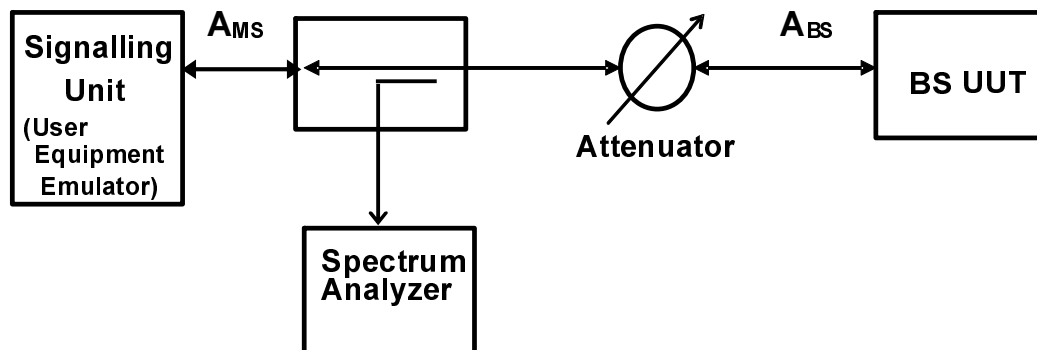 Signalling
Unit
(User
Equipment
Emulator)
AMS
ABS
BS UUT
Attenuator
Spectrum
Analyzer